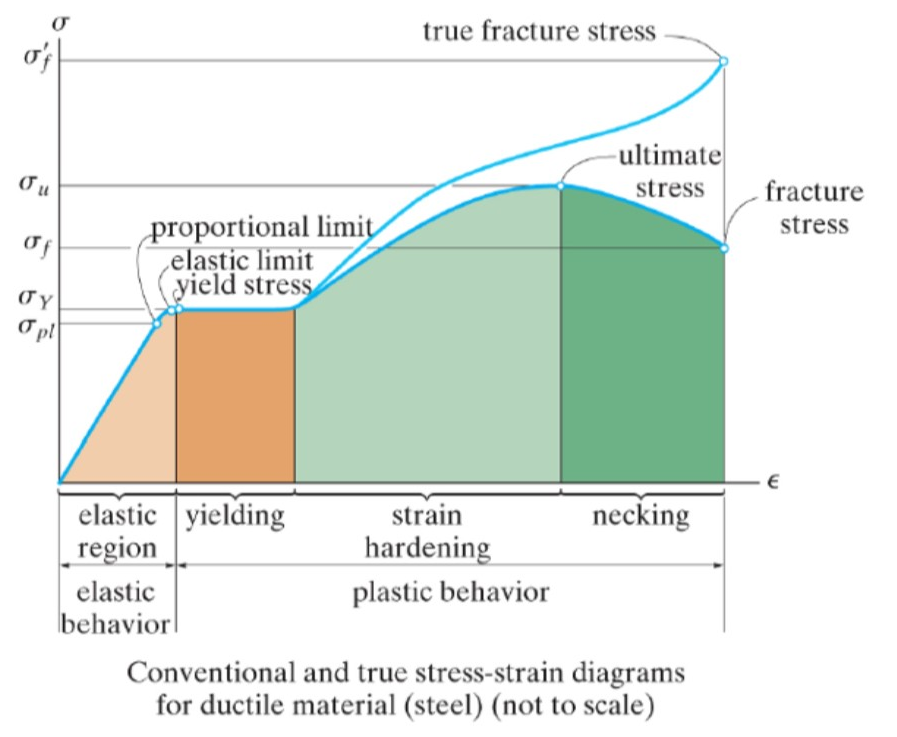 σ
true fracture stress
σ′f
ultimate
stress
σu
fracture
stress
proportional limit
σf
elastic limit
yield stress
σY
σpl
ϵ
elastic
region
yielding
strain
hardening
necking
elastic
behavior
plastic behavior
Conventional and true stress-strain diagrams
for ductile material (steel) (not to scale)